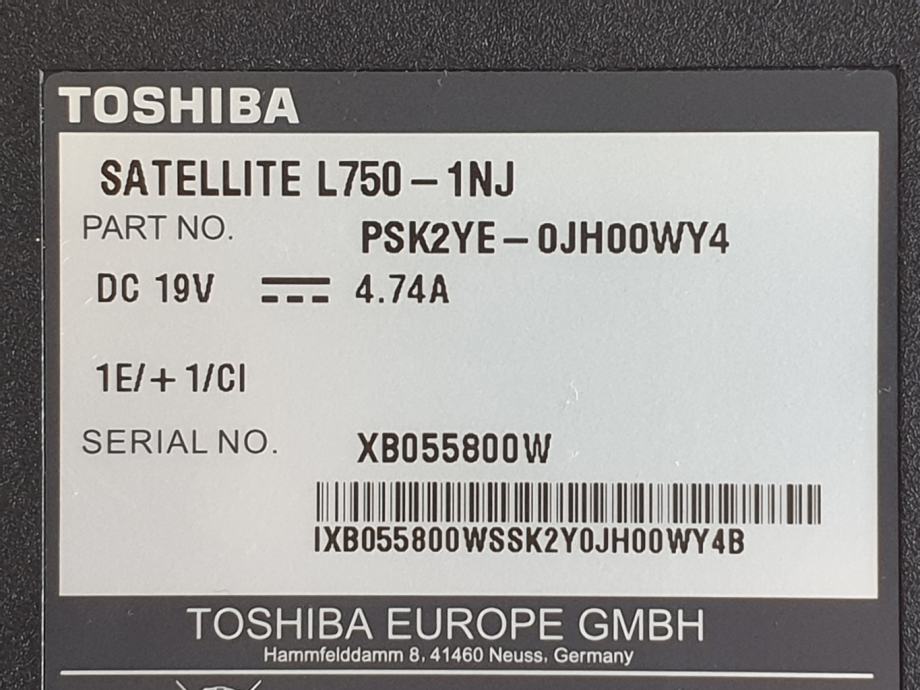 TOSHIBA
SATELLITE L750-1NJ
PART NO. PSK2YE-0JH00WY4
DC 19V ⎓ 4.74A
1E/+1/CI
SERIAL NO. XB055800W
IXB055800WSSK2Y0JH00WY4B
TOSHIBA EUROPE GMBH
Hammfelddamm 8, 41460 Neuss, Germany